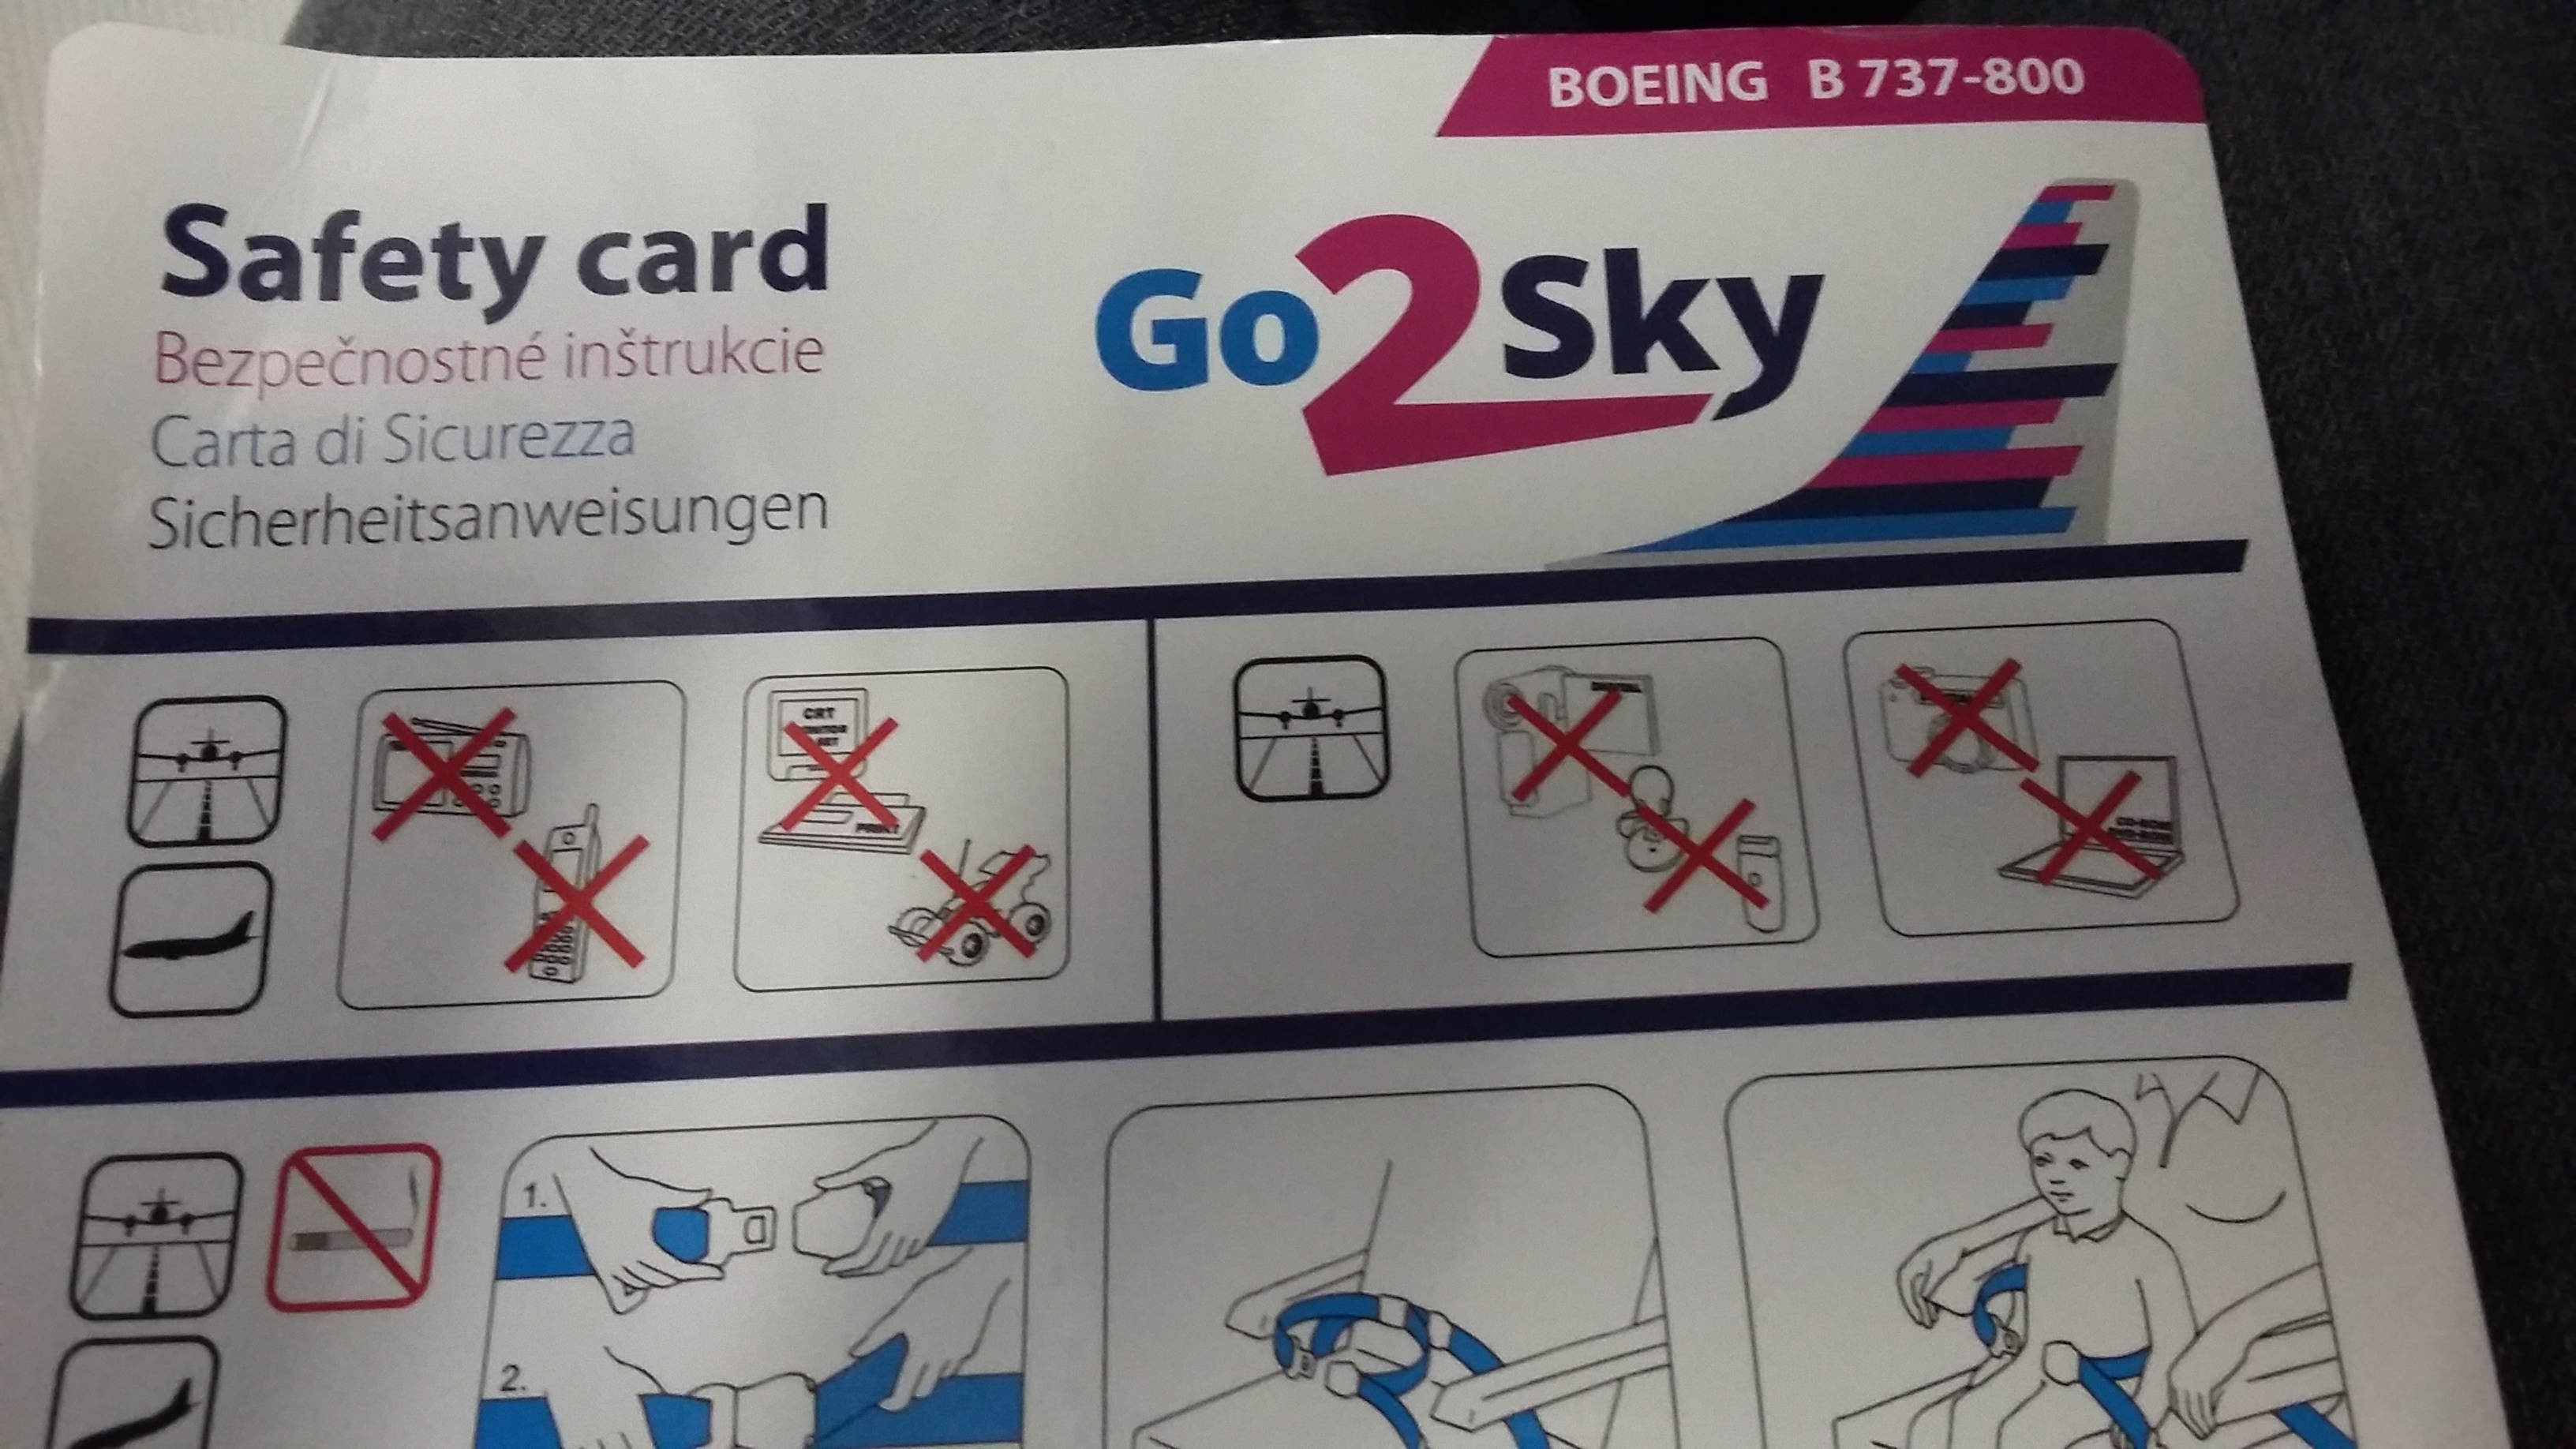 BOEING B 737-800
Safety card
Bezpečnostné inštrukcie
Carta di Sicurezza
Sicherheitsanweisungen
Go2Sky
CRT
1.
2.